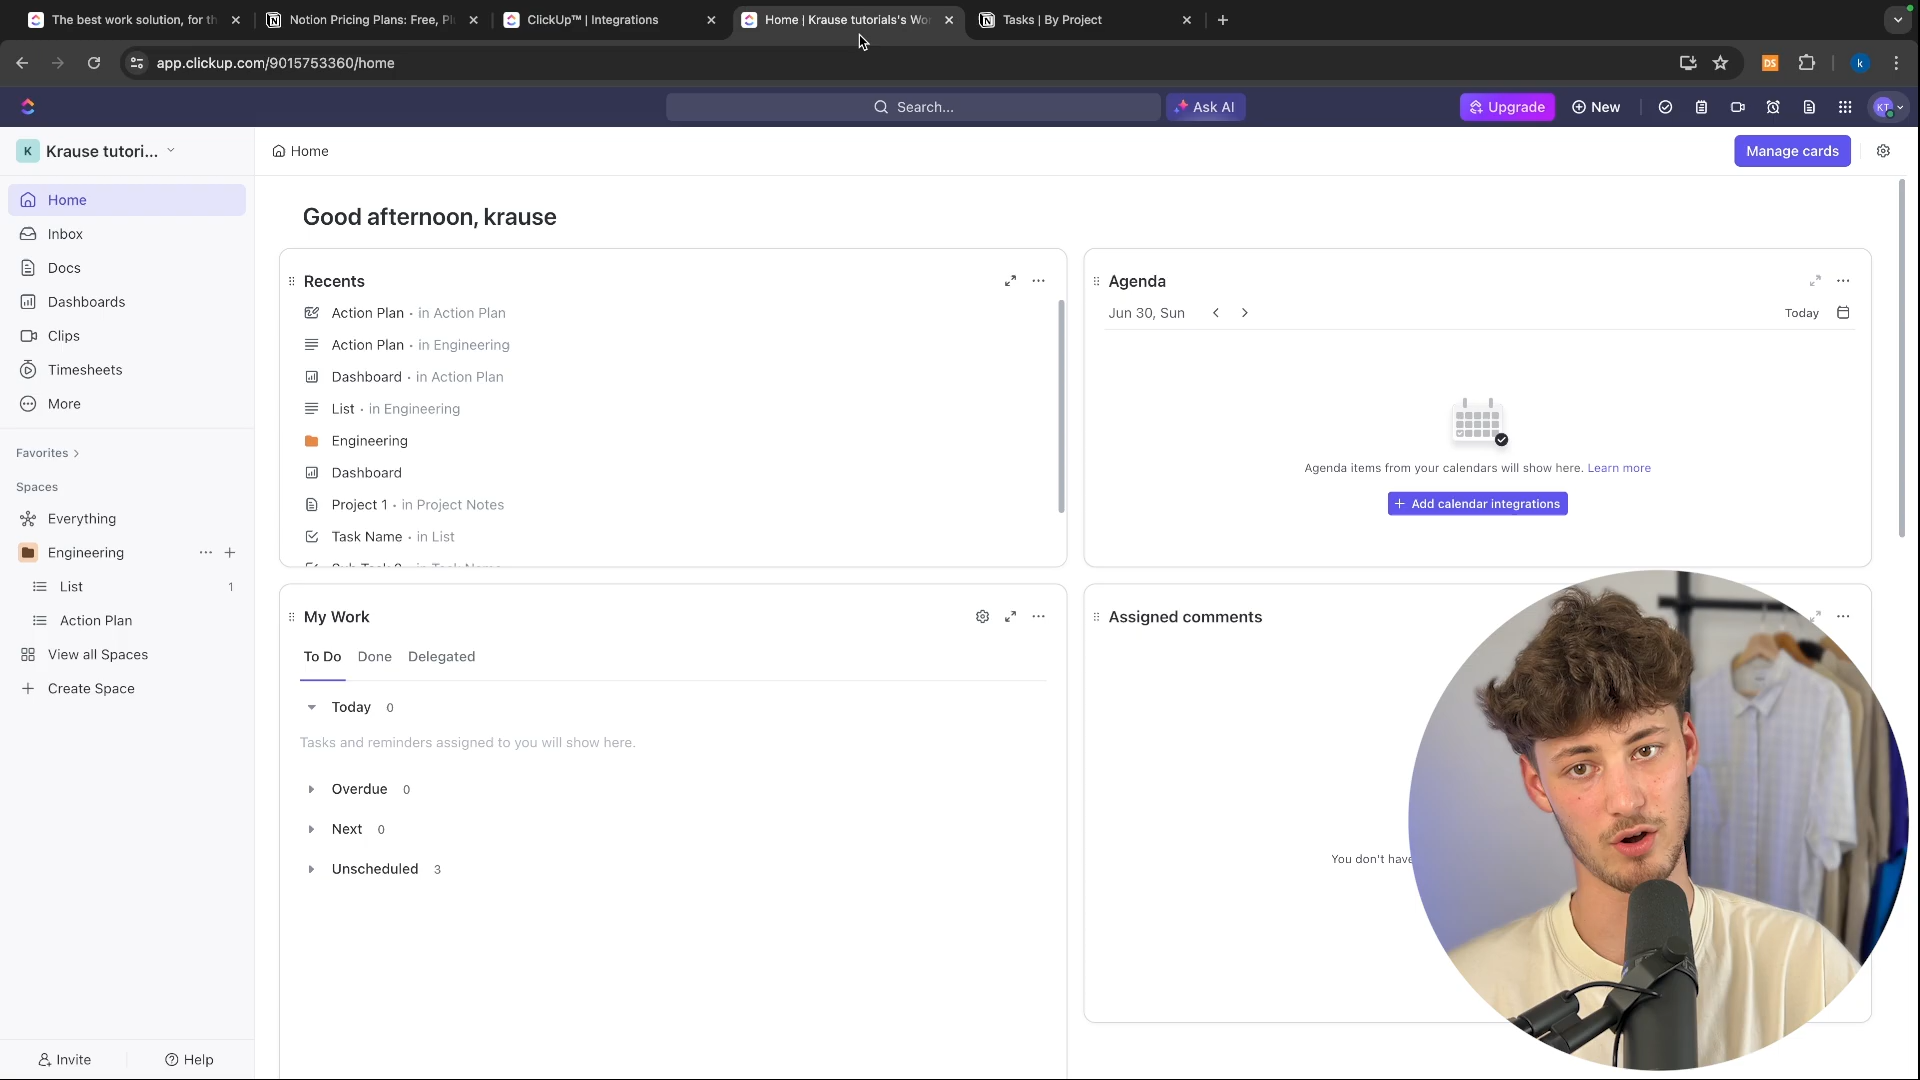 The best work solution, for th
Notion Pricing Plans: Free, Pl
ClickUp™ | Integrations
Home | Krause tutorials's Wor
Tasks | By Project
app.clickup.com/9015753360/home
DS
k
Search...
Ask AI
Upgrade
New
KT
K
Krause tutori...
Home
Manage cards
Home
Inbox
Docs
Dashboards
Clips
Timesheets
More
Favorites
Spaces
Everything
Engineering
List 1
Action Plan
View all Spaces
Create Space
Invite
Help
Good afternoon, krause
Recents
Action Plan • in Action Plan
Action Plan • in Engineering
Dashboard • in Action Plan
List • in Engineering
Engineering
Dashboard
Project 1 • in Project Notes
Task Name • in List
Agenda
Jun 30, Sun
Today
Agenda items from your calendars will show here. Learn more
+ Add calendar integrations
My Work
To Do Done Delegated
Today 0
Tasks and reminders assigned to you will show here.
Overdue 0
Next 0
Unscheduled 3
Assigned comments
You don't have